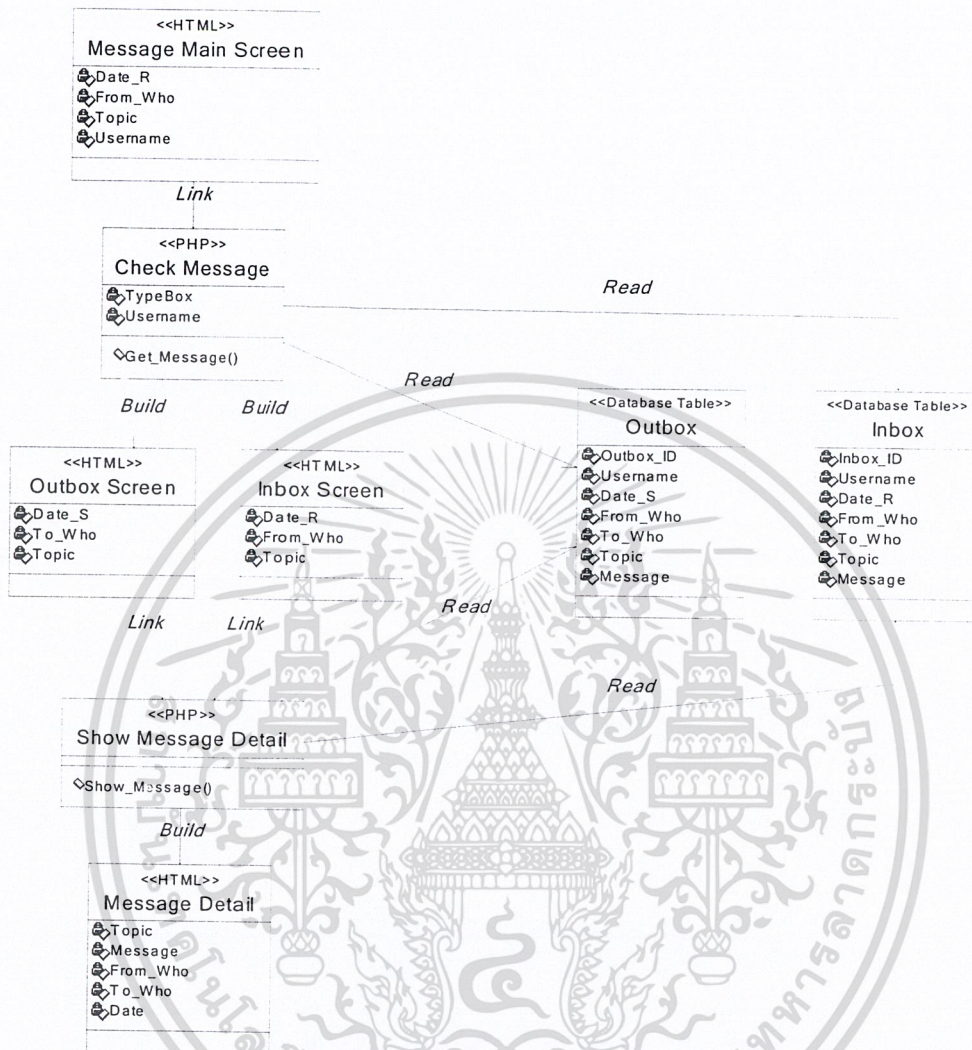 <<HTML>>
Message Main Screen
Date_R
From_Who
Topic
Username
Link
<<PHP>>
Check Message
TypeBox
Username
Get_Message()
Read
Read
Build
Build
<<HTML>>
Outbox Screen
Date_S
To_Who
Topic
<<HTML>>
Inbox Screen
Date_R
From_Who
Topic
<<Database Table>>
Outbox
Outbox_ID
Username
Date_S
From_Who
To_Who
Topic
Message
<<Database Table>>
Inbox
Inbox_ID
Username
Date_R
From_Who
To_Who
Topic
Message
Link
Link
Read
Read
<<PHP>>
Show Message Detail
Show_Message()
Build
<<HTML>>
Message Detail
Topic
Message
From_Who
To_Who
Date